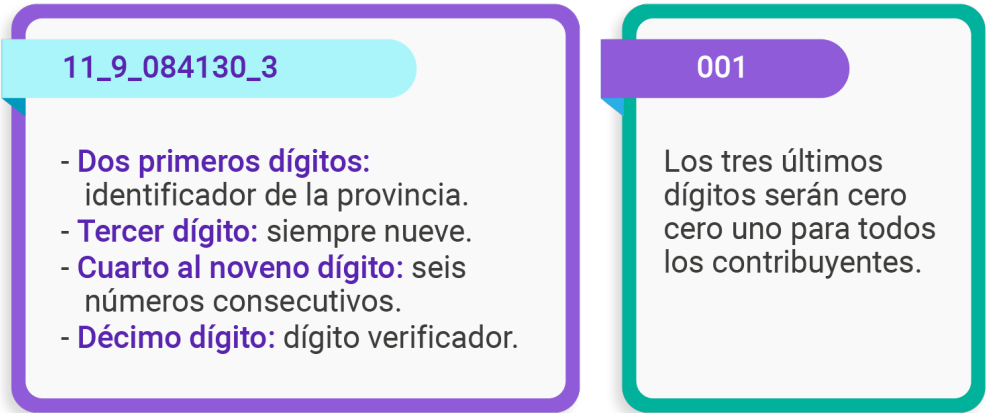 11_9_084130_3
- Dos primeros dígitos:
identificador de la provincia.
- Tercer dígito: siempre nueve.
- Cuarto al noveno dígito: seis
números consecutivos.
- Décimo dígito: dígito verificador.
001
Los tres últimos
dígitos serán cero
cero uno para todos
los contribuyentes.